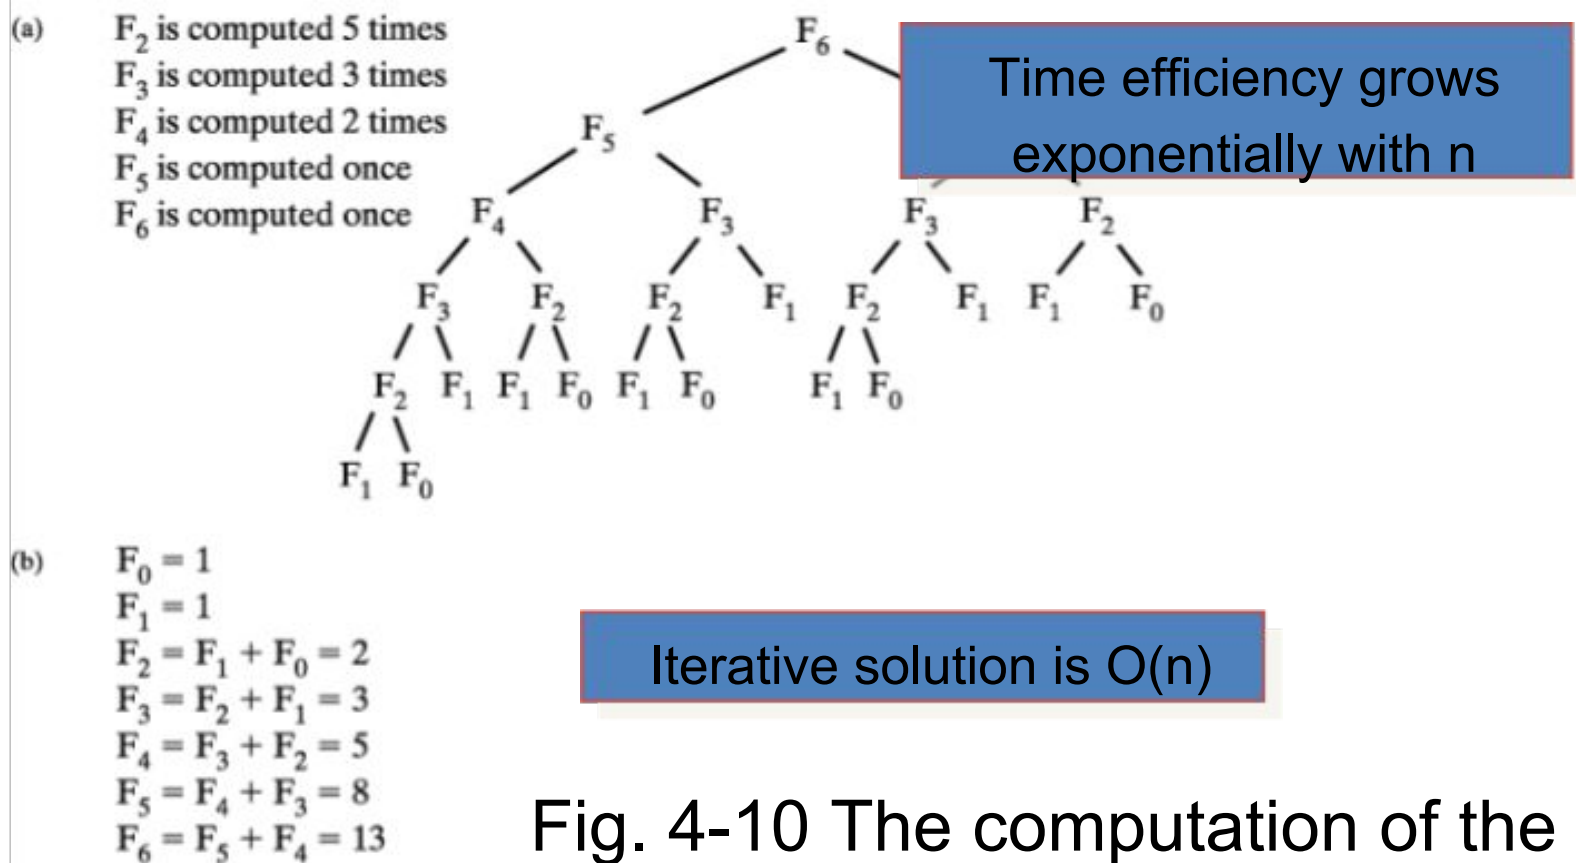 (a) F₂ is computed 5 times
F₃ is computed 3 times
F₄ is computed 2 times
F₅ is computed once
F₆ is computed once
F₆
Time efficiency grows
exponentially with n
F₅
F₄ F₃ F₃ F₂
F₃ F₂ F₂ F₁ F₂ F₁ F₁ F₀
F₂ F₁ F₁ F₀ F₁ F₀ F₁ F₀
F₁ F₀
(b) F₀ = 1
F₁ = 1
F₂ = F₁ + F₀ = 2
F₃ = F₂ + F₁ = 3
F₄ = F₃ + F₂ = 5
F₅ = F₄ + F₃ = 8
F₆ = F₅ + F₄ = 13
Iterative solution is O(n)
Fig. 4-10 The computation of the